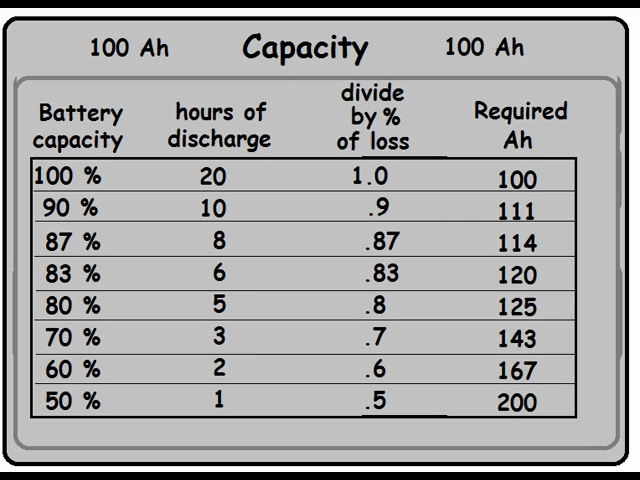 100 Ah Capacity 100 Ah
Battery capacity hours of discharge divide by % of loss Required Ah
100 % 20 1.0 100
90 % 10 .9 111
87 % 8 .87 114
83 % 6 .83 120
80 % 5 .8 125
70 % 3 .7 143
60 % 2 .6 167
50 % 1 .5 200